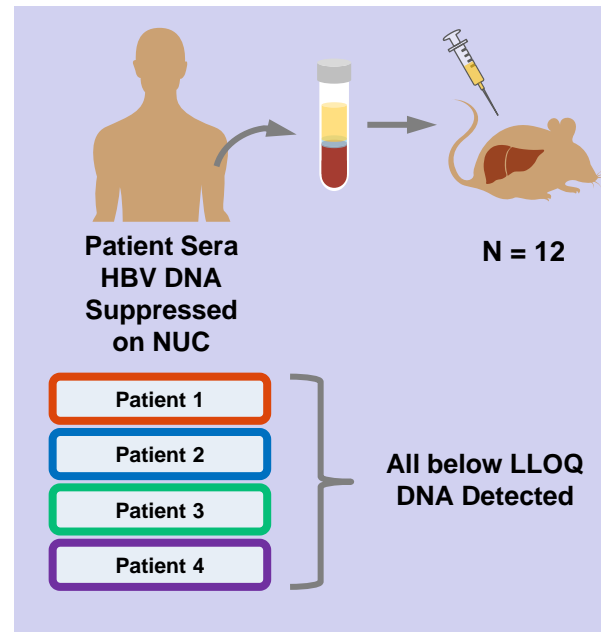 Patient Sera
HBV DNA
Suppressed
on NUC
N = 12
Patient 1
Patient 2
Patient 3
Patient 4
All below LLOQ
DNA Detected